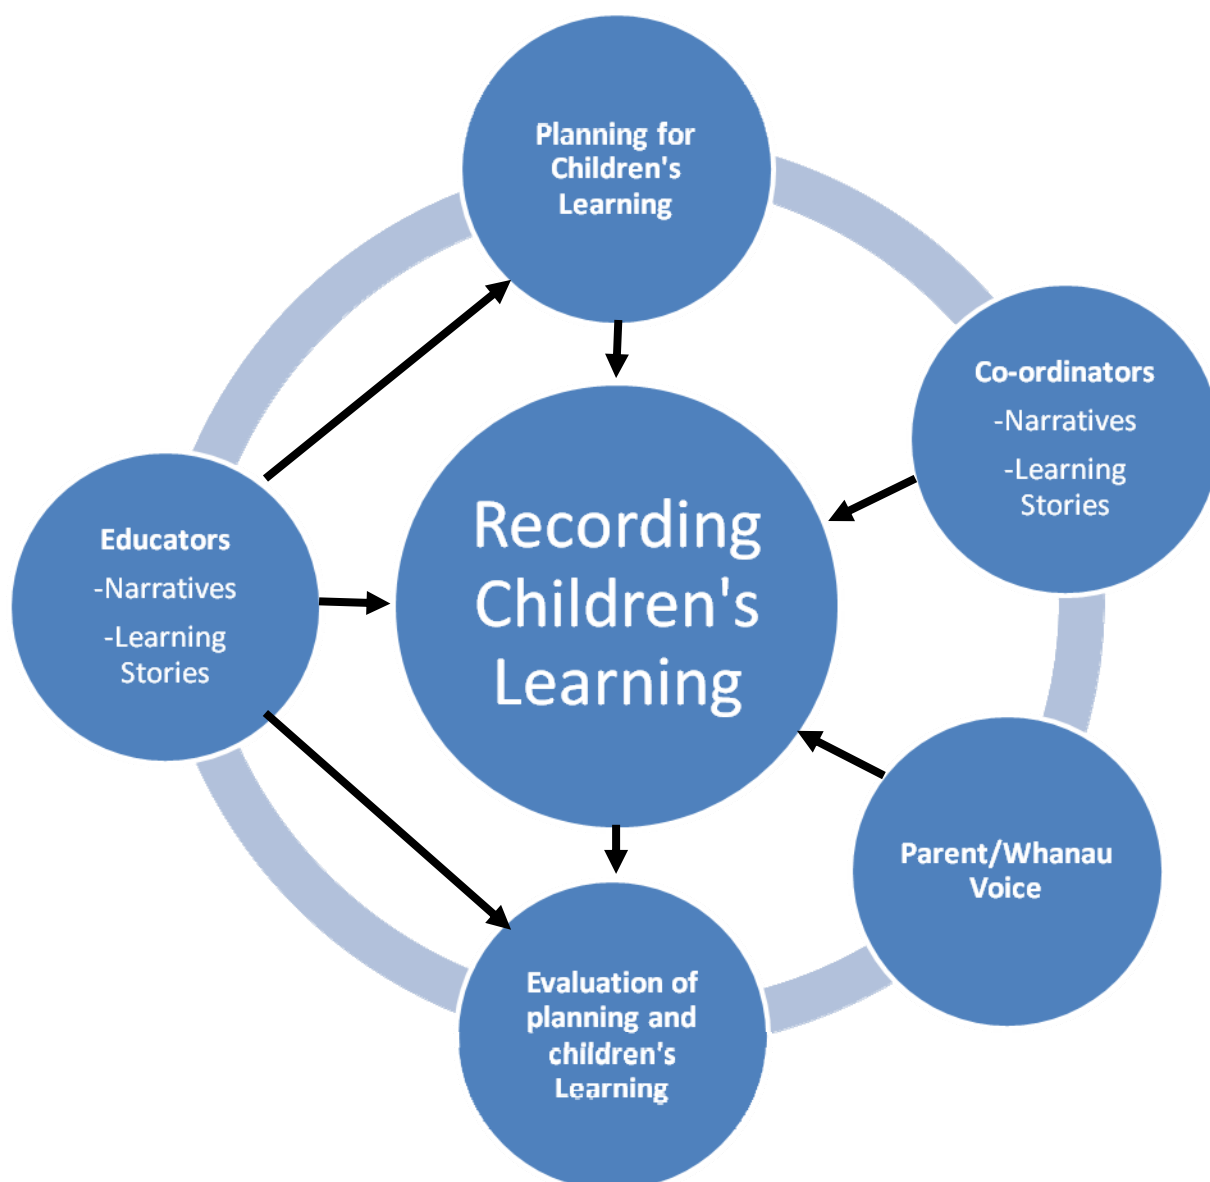 Planning for
Children's
Learning
Co-ordinators
-Narratives
-Learning
Stories
Recording
Children's
Learning
Educators
-Narratives
-Learning
Stories
Parent/Whanau
Voice
Evaluation of
planning and
children's
Learning